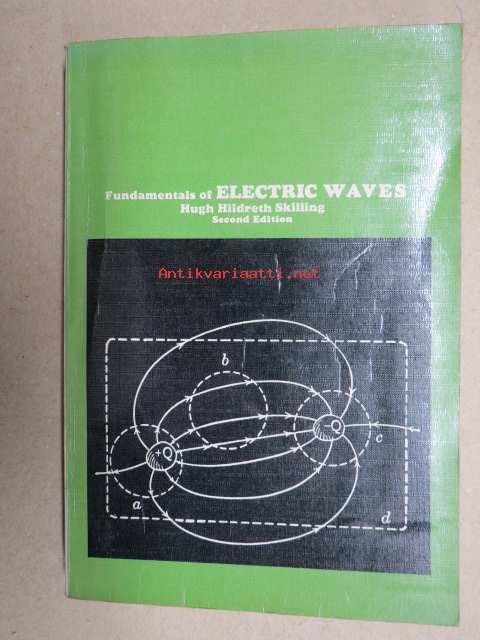 Fundamentals of ELECTRIC WAVES
Hugh Hildreth Skilling
Second Edition
Antikvariaatti.net
b
-Q
c
+Q
a
d